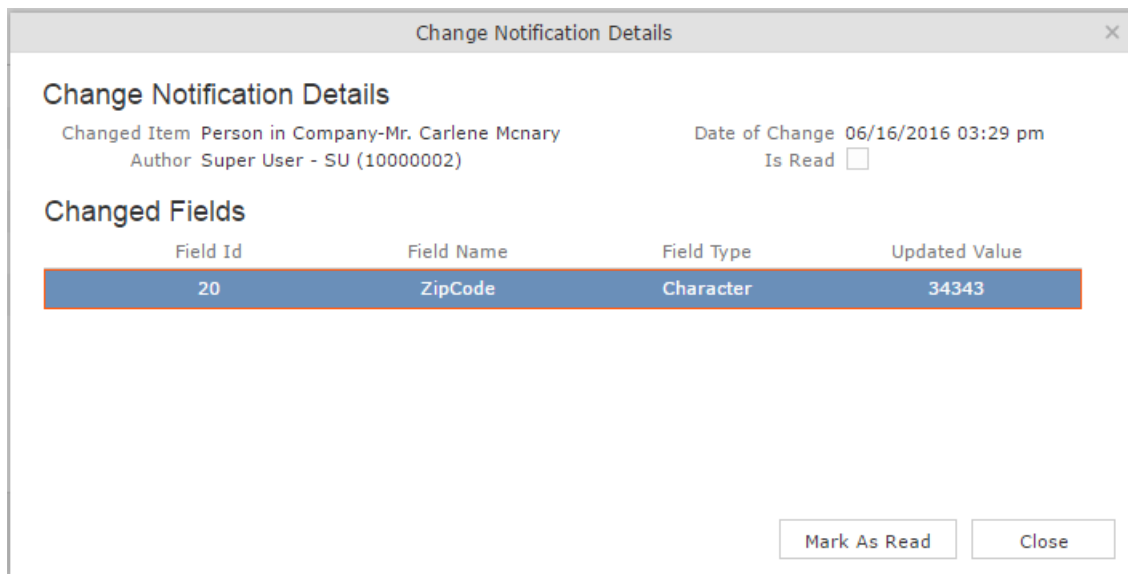 Change Notification Details ×
Change Notification Details
Changed Item Person in Company-Mr. Carlene Mcnary Date of Change 06/16/2016 03:29 pm
Author Super User - SU (10000002) Is Read
Changed Fields
Field Id Field Name Field Type Updated Value
20 ZipCode Character 34343
Mark As Read Close